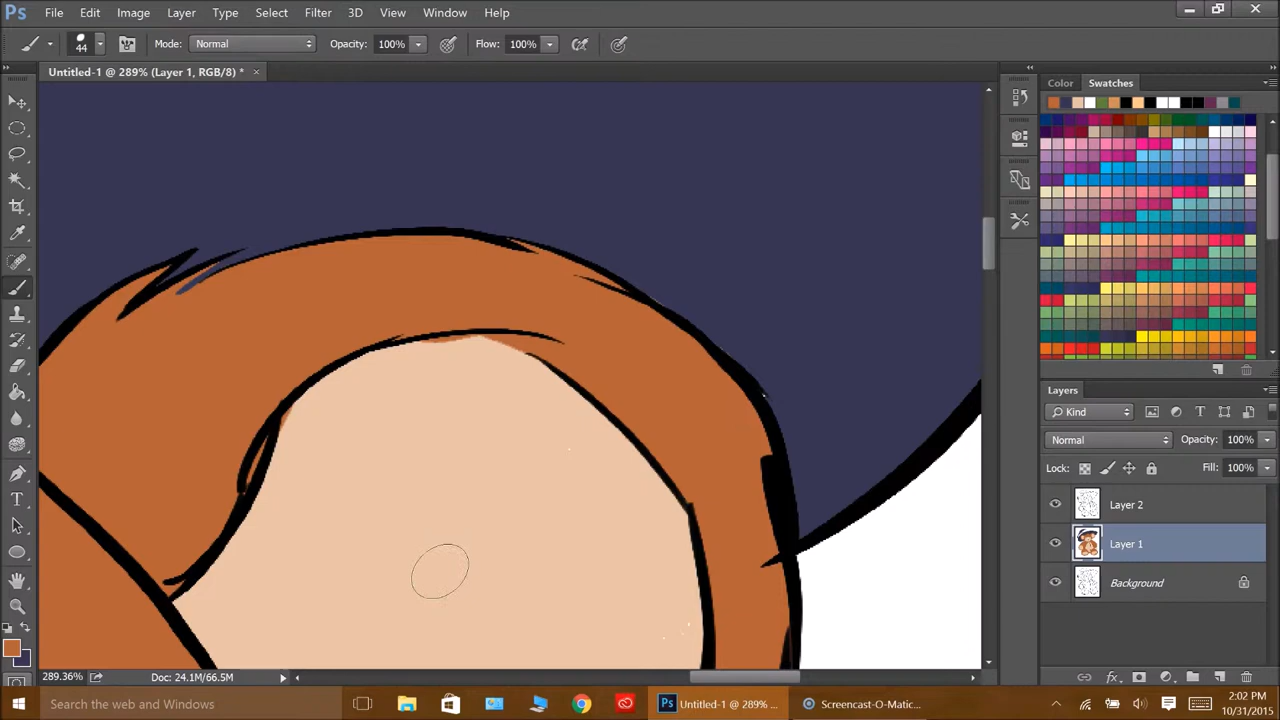 Ps File Edit Image Layer Type Select Filter 3D View Window Help
44 Mode: Normal Opacity: 100% Flow: 100%
Untitled-1 @ 289% (Layer 1, RGB/8) * ×
Color Swatches
Layers
Kind
Normal Opacity: 100%
Lock: Fill: 100%
Layer 2
Layer 1
Background
289.36% Doc: 24.1M/66.5M
Search the web and Windows
Ps Untitled-1 @ 289% ...
Screencast-O-Matic...
2:02 PM
10/31/2015